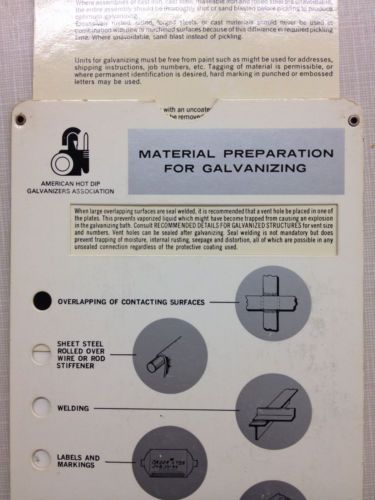 where assemblies of cast iron, cast steel, malleable iron and rolled steel are unavoidable,
the entire assembly should be thoroughly shot or sand blasted before pickling to produce
optimum galvanizing.
Excessively rusted, pitted, forged steels, or cast materials should never be used in
combination with new or machined surfaces because of this difference in required pickling
time. Where unavoidable, sand blast instead of pickling.
Units for galvanizing must be free from paint such as might be used for addresses,
shipping instructions, job numbers, etc. Tagging of material is permissible, or
where permanent identification is desired, hard marking in punched or embossed
letters may be used.
with an uncoate
be remove
AMERICAN HOT DIP
GALVANIZERS ASSOCIATION
MATERIAL PREPARATION
FOR GALVANIZING
When large overlapping surfaces are seal welded, it is recommended that a vent hole be placed in one of
the plates. This prevents vaporized liquid which might have become trapped from causing an explosion
in the galvanizing bath. Consult RECOMMENDED DETAILS FOR GALVANIZED STRUCTURES for vent size
and numbers. Vent holes can be sealed after galvanizing. Seal welding is not mandatory but does
prevent trapping of moisture, internal rusting, seepage and distortion, all of which are possible in any
unsealed connection regardless of the protective coating used.
OVERLAPPING OF CONTACTING SURFACES
SHEET STEEL
ROLLED OVER
WIRE OR ROD
STIFFENER
WELDING
LABELS AND
MARKINGS